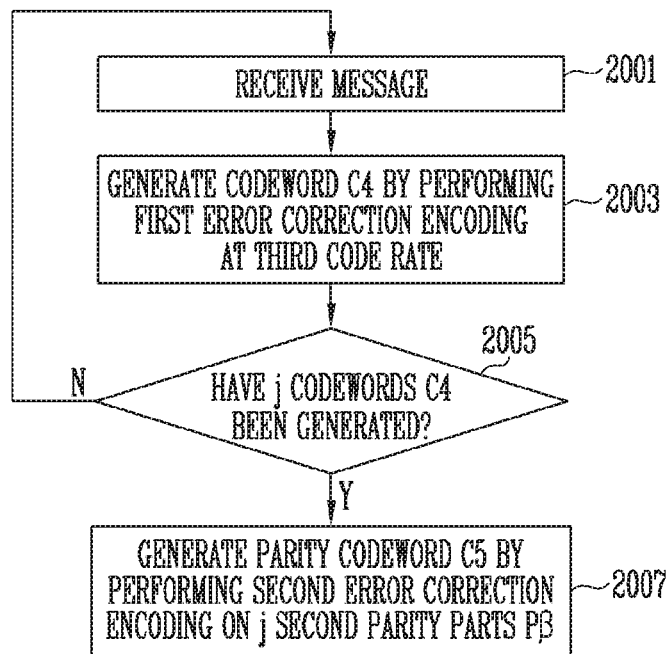 RECEIVE MESSAGE
2001
GENERATE CODEWORD C4 BY PERFORMING
FIRST ERROR CORRECTION ENCODING
AT THIRD CODE RATE
2003
HAVE j CODEWORDS C4
BEEN GENERATED?
2005
N
Y
GENERATE PARITY CODEWORD C5 BY
PERFORMING SECOND ERROR CORRECTION
ENCODING ON j SECOND PARITY PARTS Pβ
2007